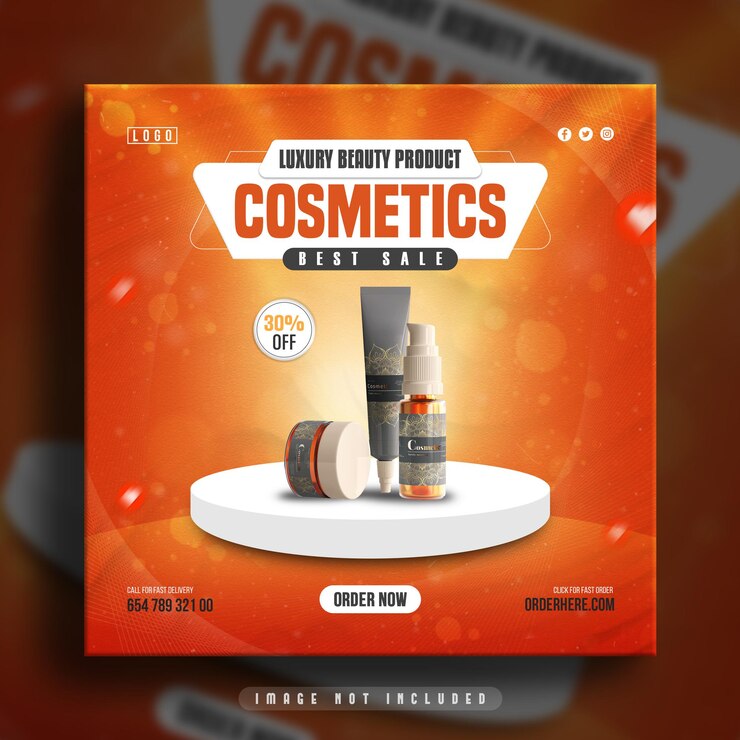 LOGO
LUXURY BEAUTY PRODUCT
COSMETICS
BEST SALE
30%
OFF
Cosmetic
CALL FOR FAST DELIVERY
654 789 321 00
ORDER NOW
CLICK FOR FAST ORDER
ORDERHERE.COM
IMAGE NOT INCLUDED